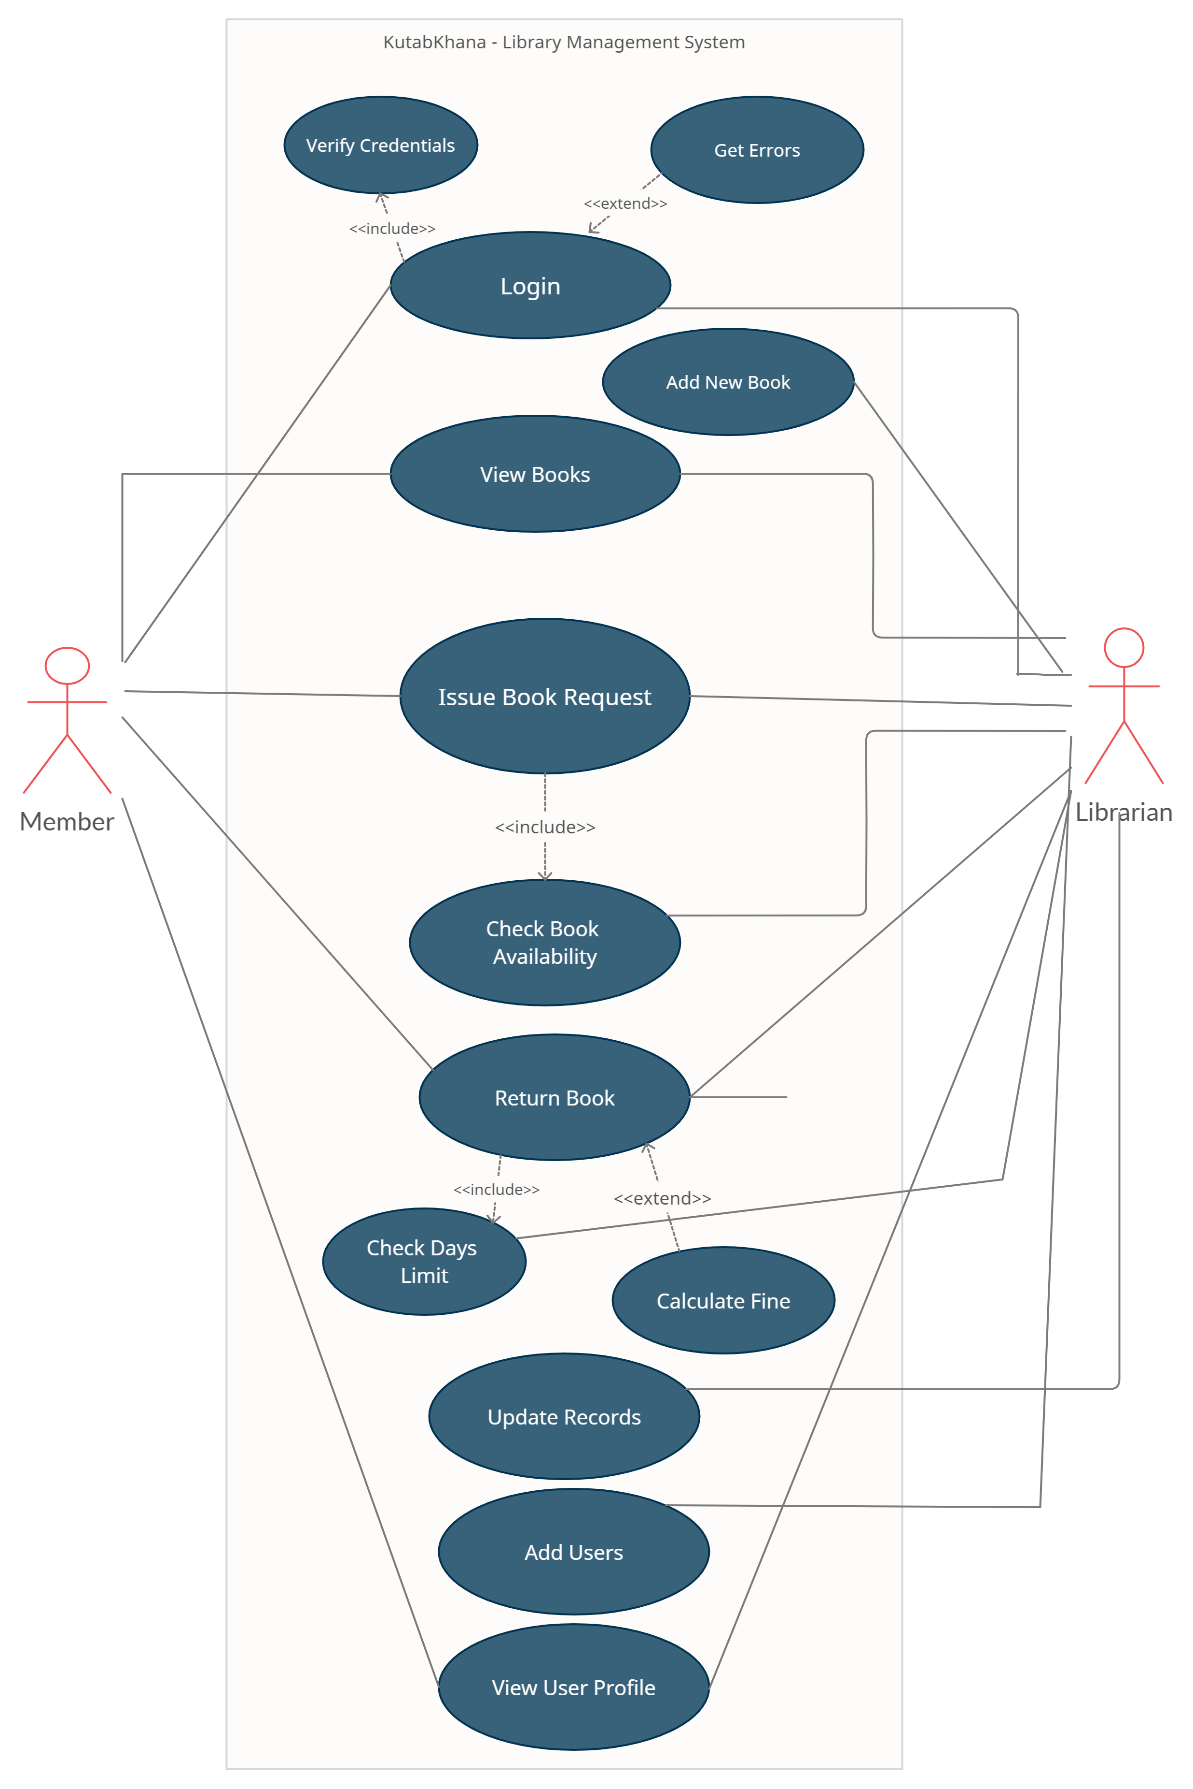 KutabKhana - Library Management System
Verify Credentials
Get Errors
<<extend>>
<<include>>
Login
Add New Book
View Books
Issue Book Request
Member
Librarian
<<include>>
Check Book
Availability
Return Book
<<include>>
<<extend>>
Check Days
Limit
Calculate Fine
Update Records
Add Users
View User Profile